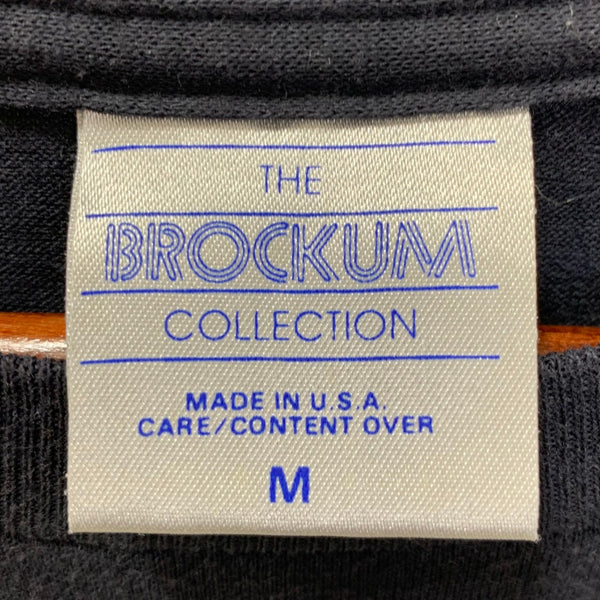 THE
BROCKUM
COLLECTION
MADE IN U.S.A.
CARE/CONTENT OVER
M